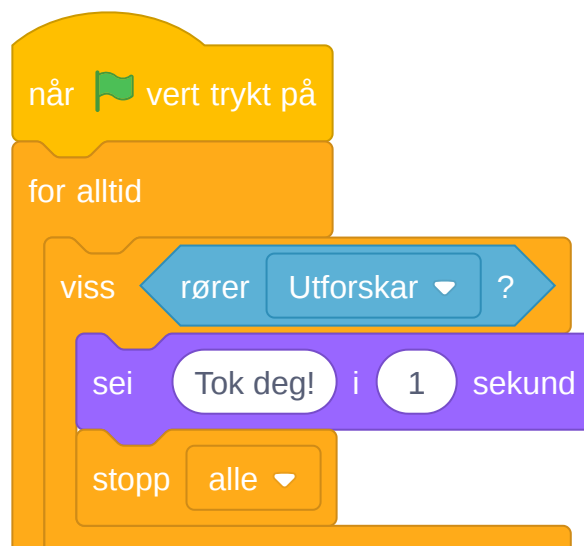 når vert trykt på
for alltid
viss rører Utforskar ?
sei Tok deg! i 1 sekund
stopp alle